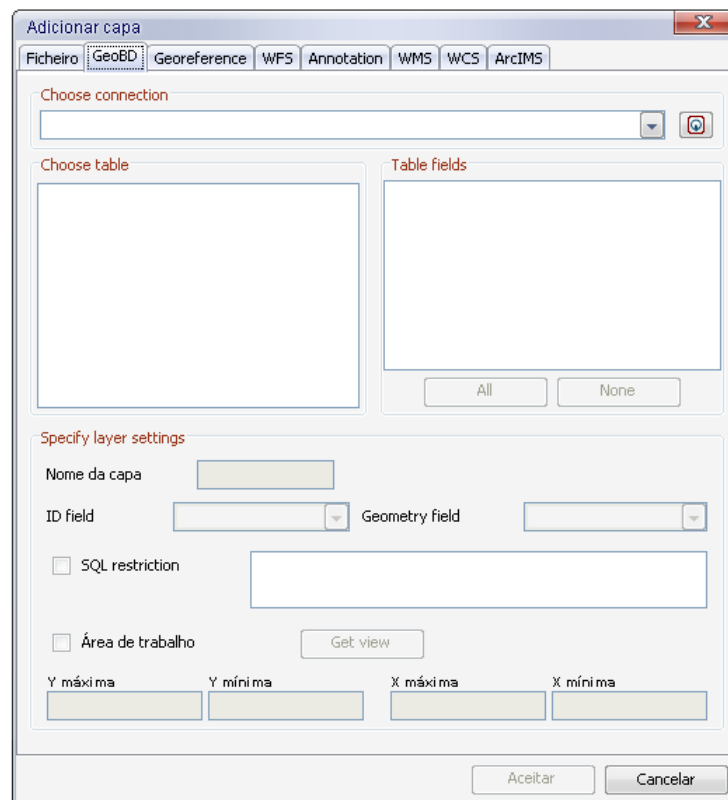 Adicionar capa
Ficheiro GeoBD Georeference WFS Annotation WMS WCS ArcIMS
Choose connection
Choose table Table fields
All None
Specify layer settings
Nome da capa
ID field Geometry field
SQL restriction
Área de trabalho Get view
Y máxima Y mínima X máxima X mínima
Aceitar Cancelar